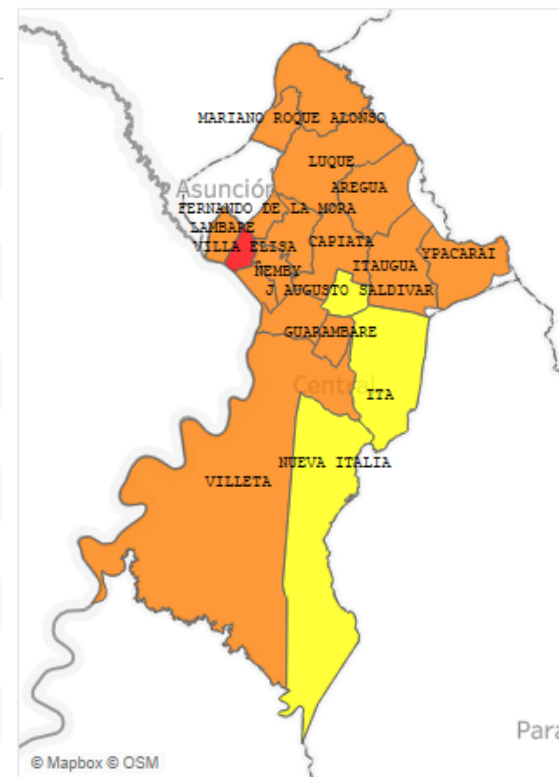 MARIANO ROQUE ALONSO
LUQUE
Asunción
AREGUA
FERNANDO DE LA MORA
LAMBARE
VILLA ELISA
CAPIATA
YPACARAI
ITAUGUA
ÑEMBY
J AUGUSTO SALDIVAR
GUARAMBARE
Central
ITA
NUEVA ITALIA
VILLETA
Para
© Mapbox © OSM